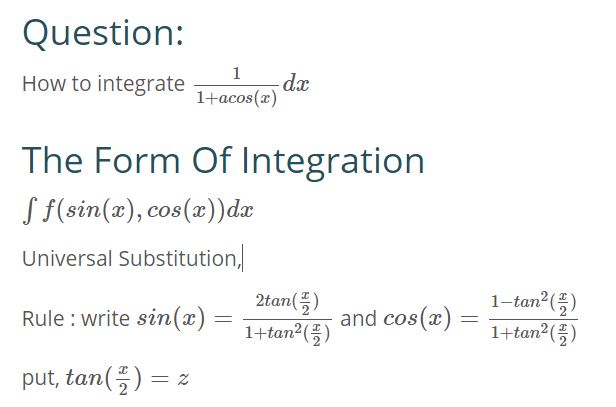 Question:
How to integrate $\frac{1}{1+acos(x)}dx$
The Form Of Integration
$\int f(sin(x), cos(x))dx$
Universal Substitution,
Rule : write $sin(x) = \frac{2tan(\frac{x}{2})}{1+tan^2(\frac{x}{2})}$ and $cos(x) = \frac{1-tan^2(\frac{x}{2})}{1+tan^2(\frac{x}{2})}$
put, $tan(\frac{x}{2}) = z$